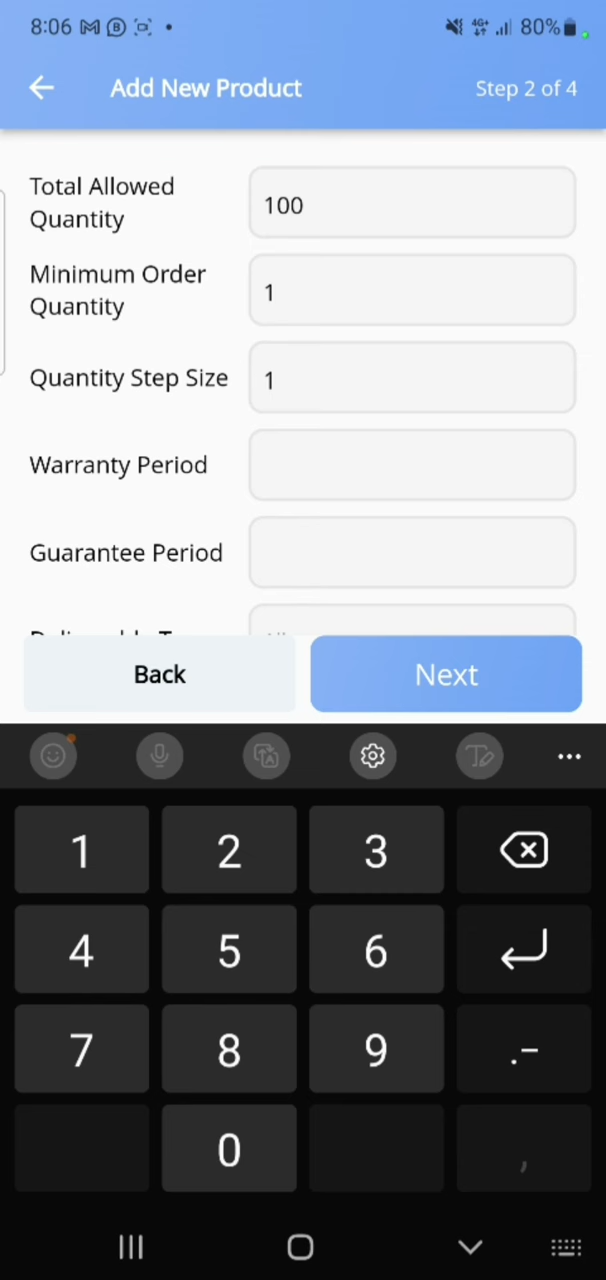 8:06 80%
Add New Product Step 2 of 4
Total Allowed
Quantity
100
Minimum Order
Quantity
1
Quantity Step Size
1
Warranty Period
Guarantee Period
Back Next
1 2 3
4 5 6
7 8 9 .-
0 ,